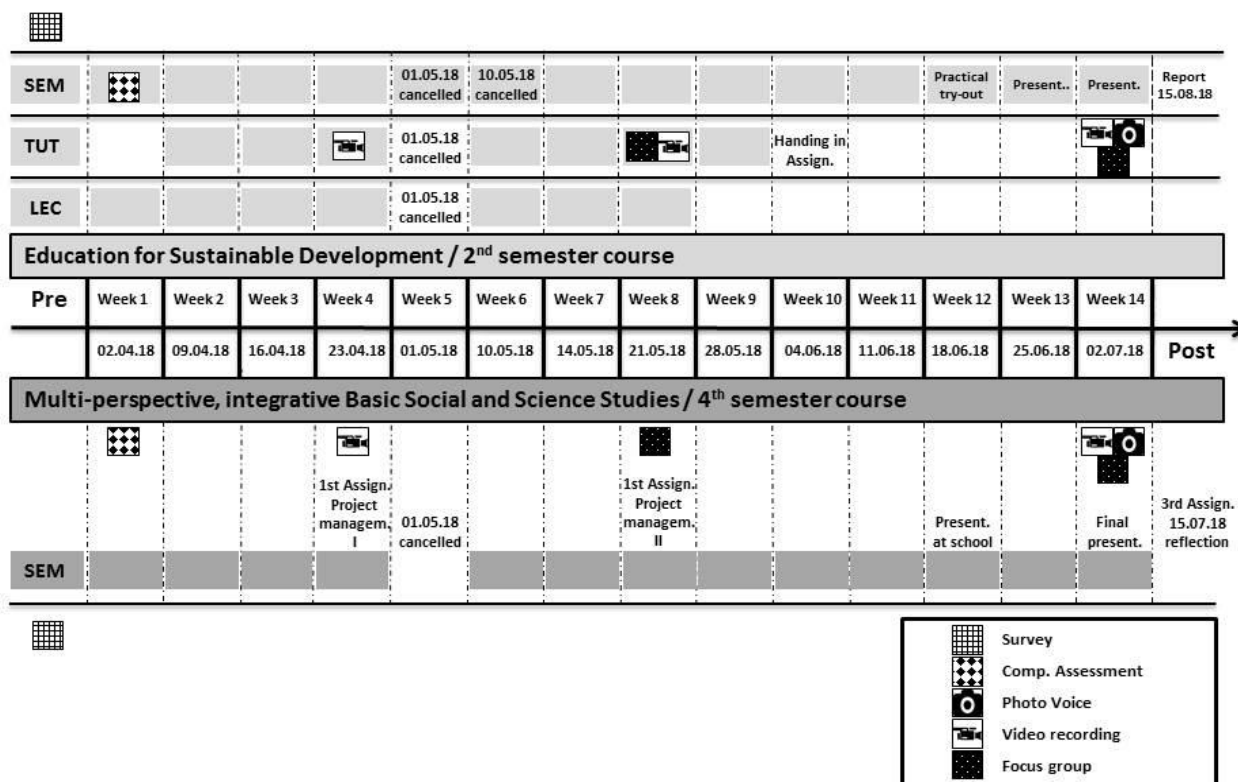 SEM
01.05.18
cancelled
10.05.18
cancelled
Practical
try-out
Present..
Present.
Report
15.08.18
TUT
01.05.18
cancelled
Handing in
Assign.
LEC
01.05.18
cancelled
Education for Sustainable Development / 2nd semester course
Pre Week 1 Week 2 Week 3 Week 4 Week 5 Week 6 Week 7 Week 8 Week 9 Week 10 Week 11 Week 12 Week 13 Week 14
02.04.18 09.04.18 16.04.18 23.04.18 01.05.18 10.05.18 14.05.18 21.05.18 28.05.18 04.06.18 11.06.18 18.06.18 25.06.18 02.07.18 Post
Multi-perspective, integrative Basic Social and Science Studies / 4th semester course
1st Assign.
Project
managem.
I
01.05.18
cancelled
1st Assign.
Project
managem.
II
Present.
at school
Final
present.
3rd Assign.
15.07.18
reflection
SEM
Survey
Comp. Assessment
Photo Voice
Video recording
Focus group